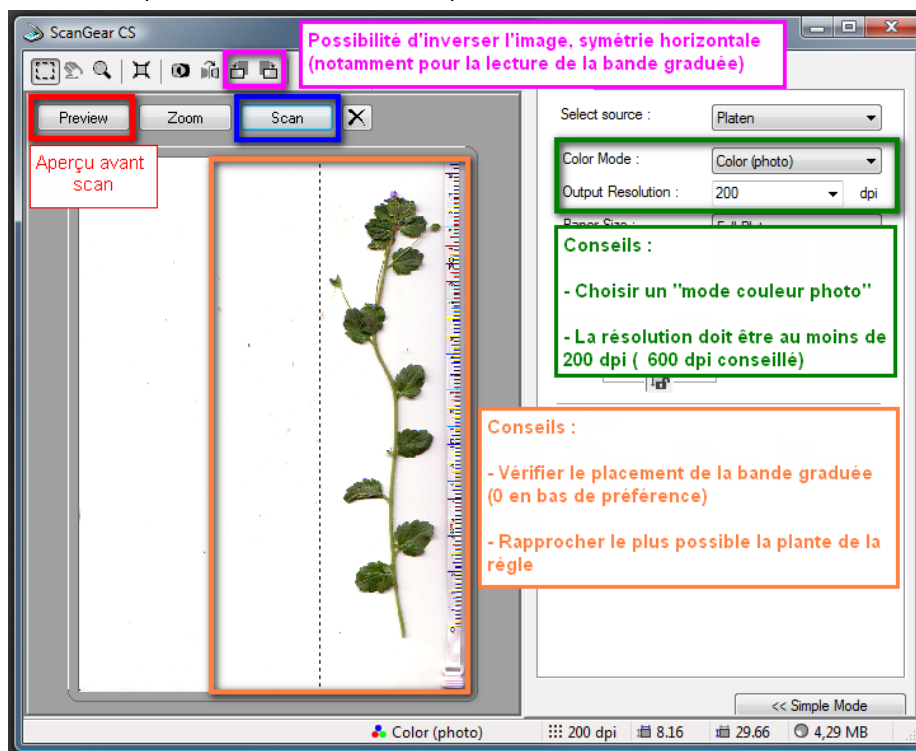 ScanGear CS
Possibilité d'inverser l'image, symétrie horizontale
(notamment pour la lecture de la bande graduée)
Preview
Zoom
Scan
Aperçu avant
scan
Select source :
Platen
Color Mode :
Color (photo)
Output Resolution :
200
dpi
Paper Size :
Conseils :
- Choisir un "mode couleur photo"
- La résolution doit être au moins de
200 dpi ( 600 dpi conseillé)
Conseils :
- Vérifier le placement de la bande graduée
(0 en bas de préférence)
- Rapprocher le plus possible la plante de la
règle
<< Simple Mode
Color (photo)
200 dpi
8.16
29.66
4,29 MB